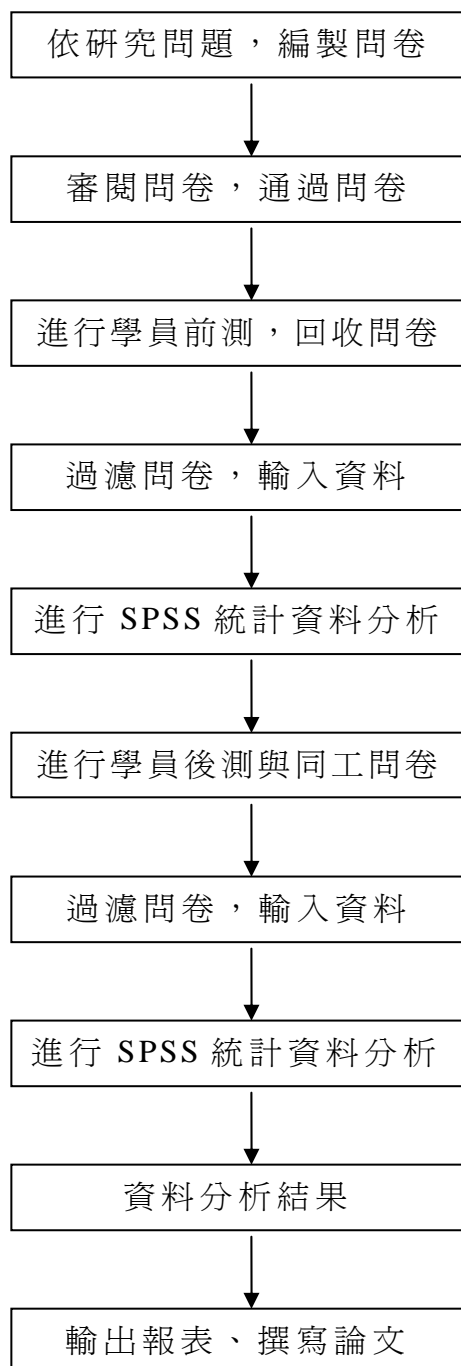 依研究問題，編製問卷
審閱問卷，通過問卷
進行學員前測，回收問卷
過濾問卷，輸入資料
進行 SPSS 統計資料分析
進行學員後測與同工問卷
過濾問卷，輸入資料
進行 SPSS 統計資料分析
資料分析結果
輸出報表、撰寫論文